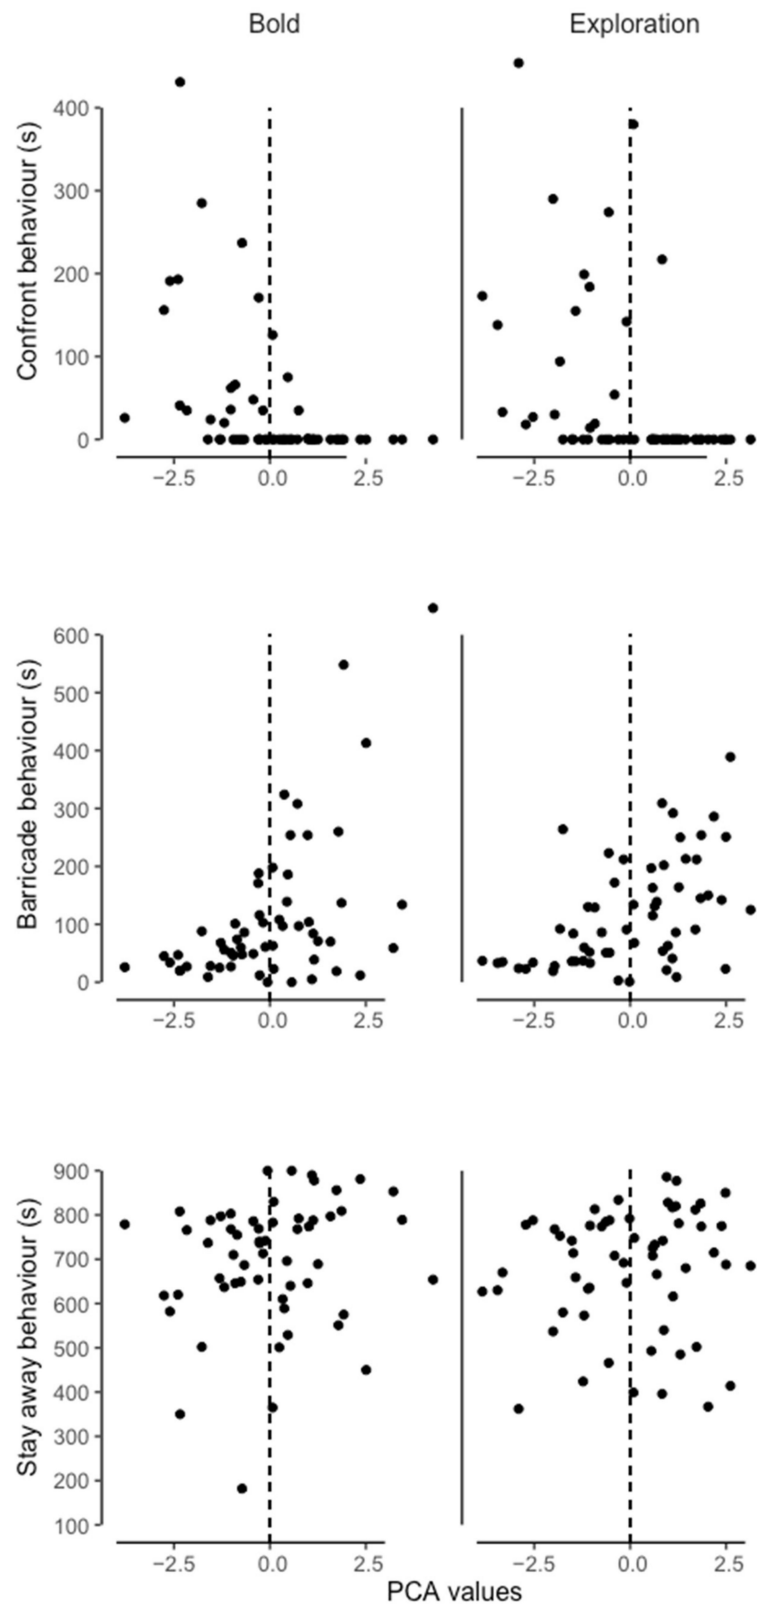 Bold Exploration
Confront behaviour (s)
400
300
200
100
0
−2.5 0.0 2.5 −2.5 0.0 2.5
Barricade behaviour (s)
600
500
400
300
200
100
0
−2.5 0.0 2.5 −2.5 0.0 2.5
Stay away behaviour (s)
900
800
700
600
500
400
300
200
100
−2.5 0.0 2.5 −2.5 0.0 2.5
PCA values